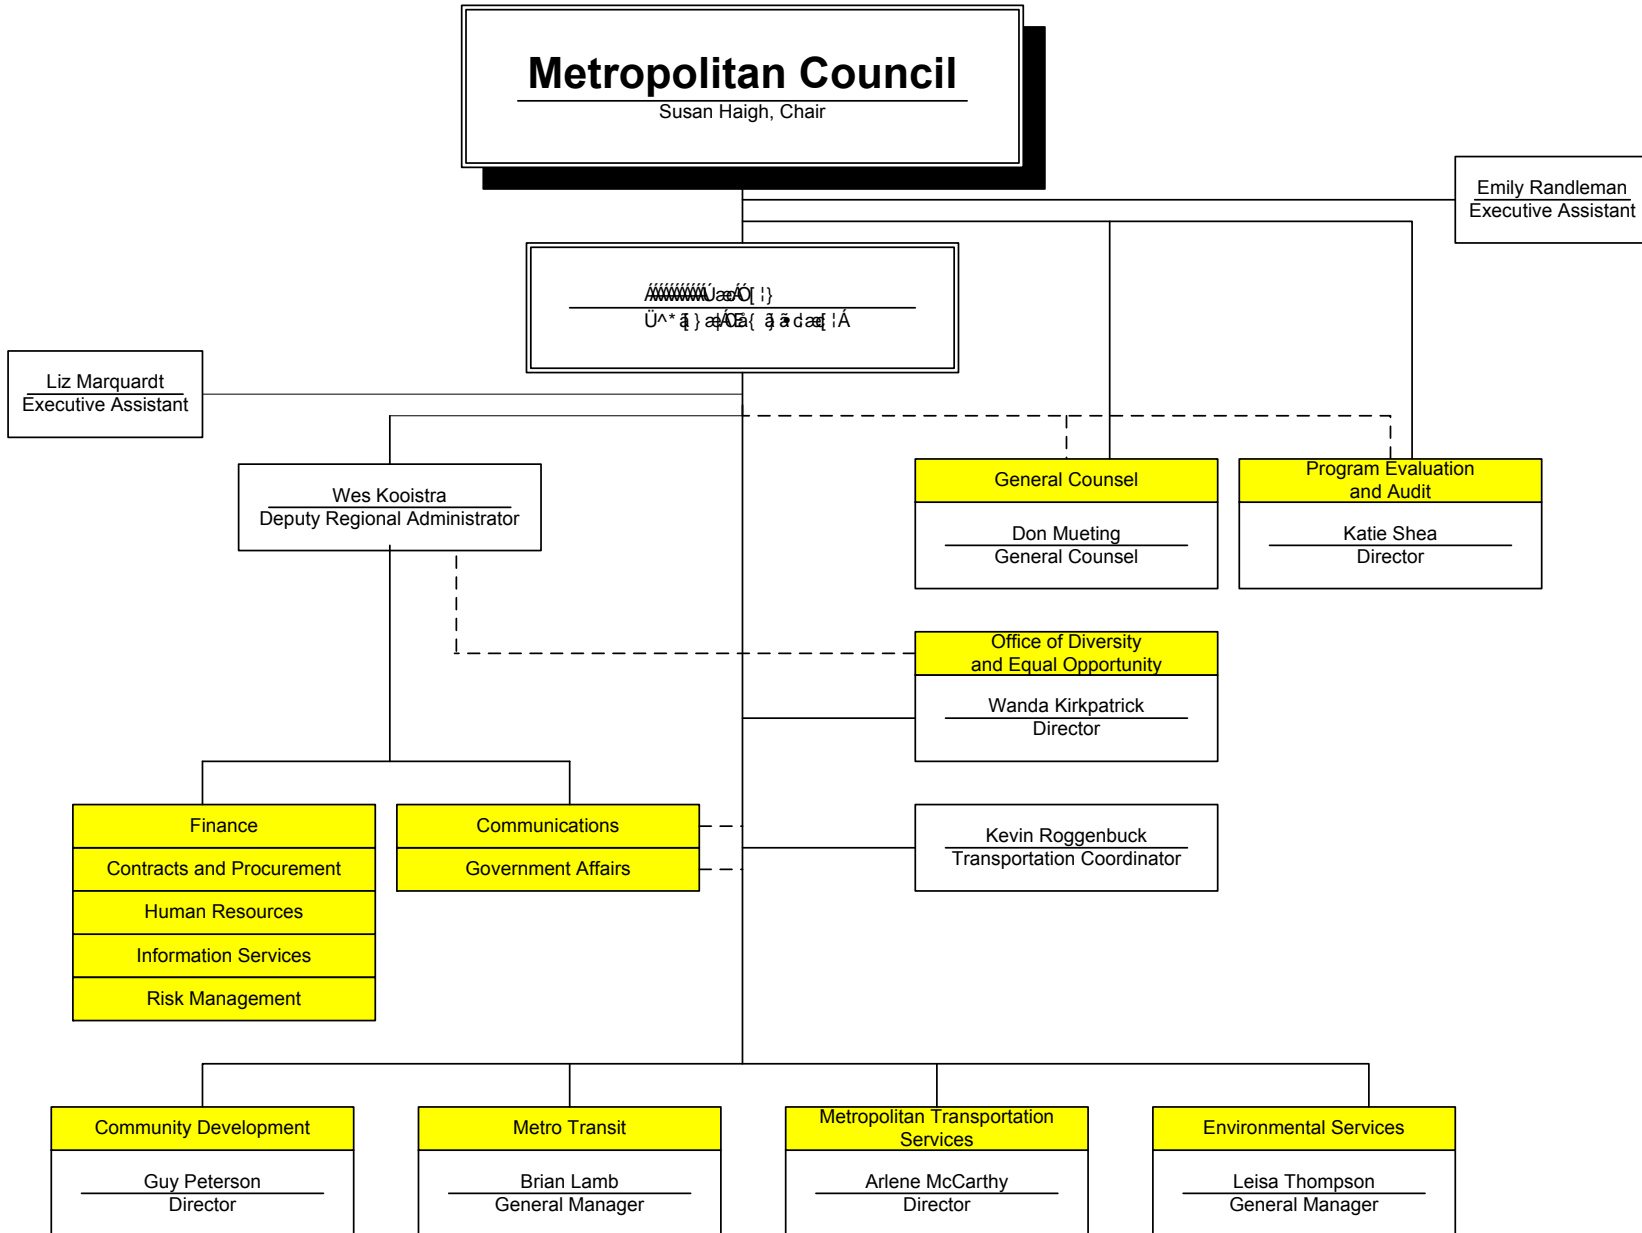 Metropolitan Council
Susan Haigh, Chair
Emily Randleman
Executive Assistant
Liz Marquardt
Executive Assistant
Wes Kooistra
Deputy Regional Administrator
General Counsel
Don Mueting
General Counsel
Program Evaluation
and Audit
Katie Shea
Director
Office of Diversity
and Equal Opportunity
Wanda Kirkpatrick
Director
Finance
Contracts and Procurement
Human Resources
Information Services
Risk Management
Communications
Government Affairs
Kevin Roggenbuck
Transportation Coordinator
Community Development
Guy Peterson
Director
Metro Transit
Brian Lamb
General Manager
Metropolitan Transportation
Services
Arlene McCarthy
Director
Environmental Services
Leisa Thompson
General Manager